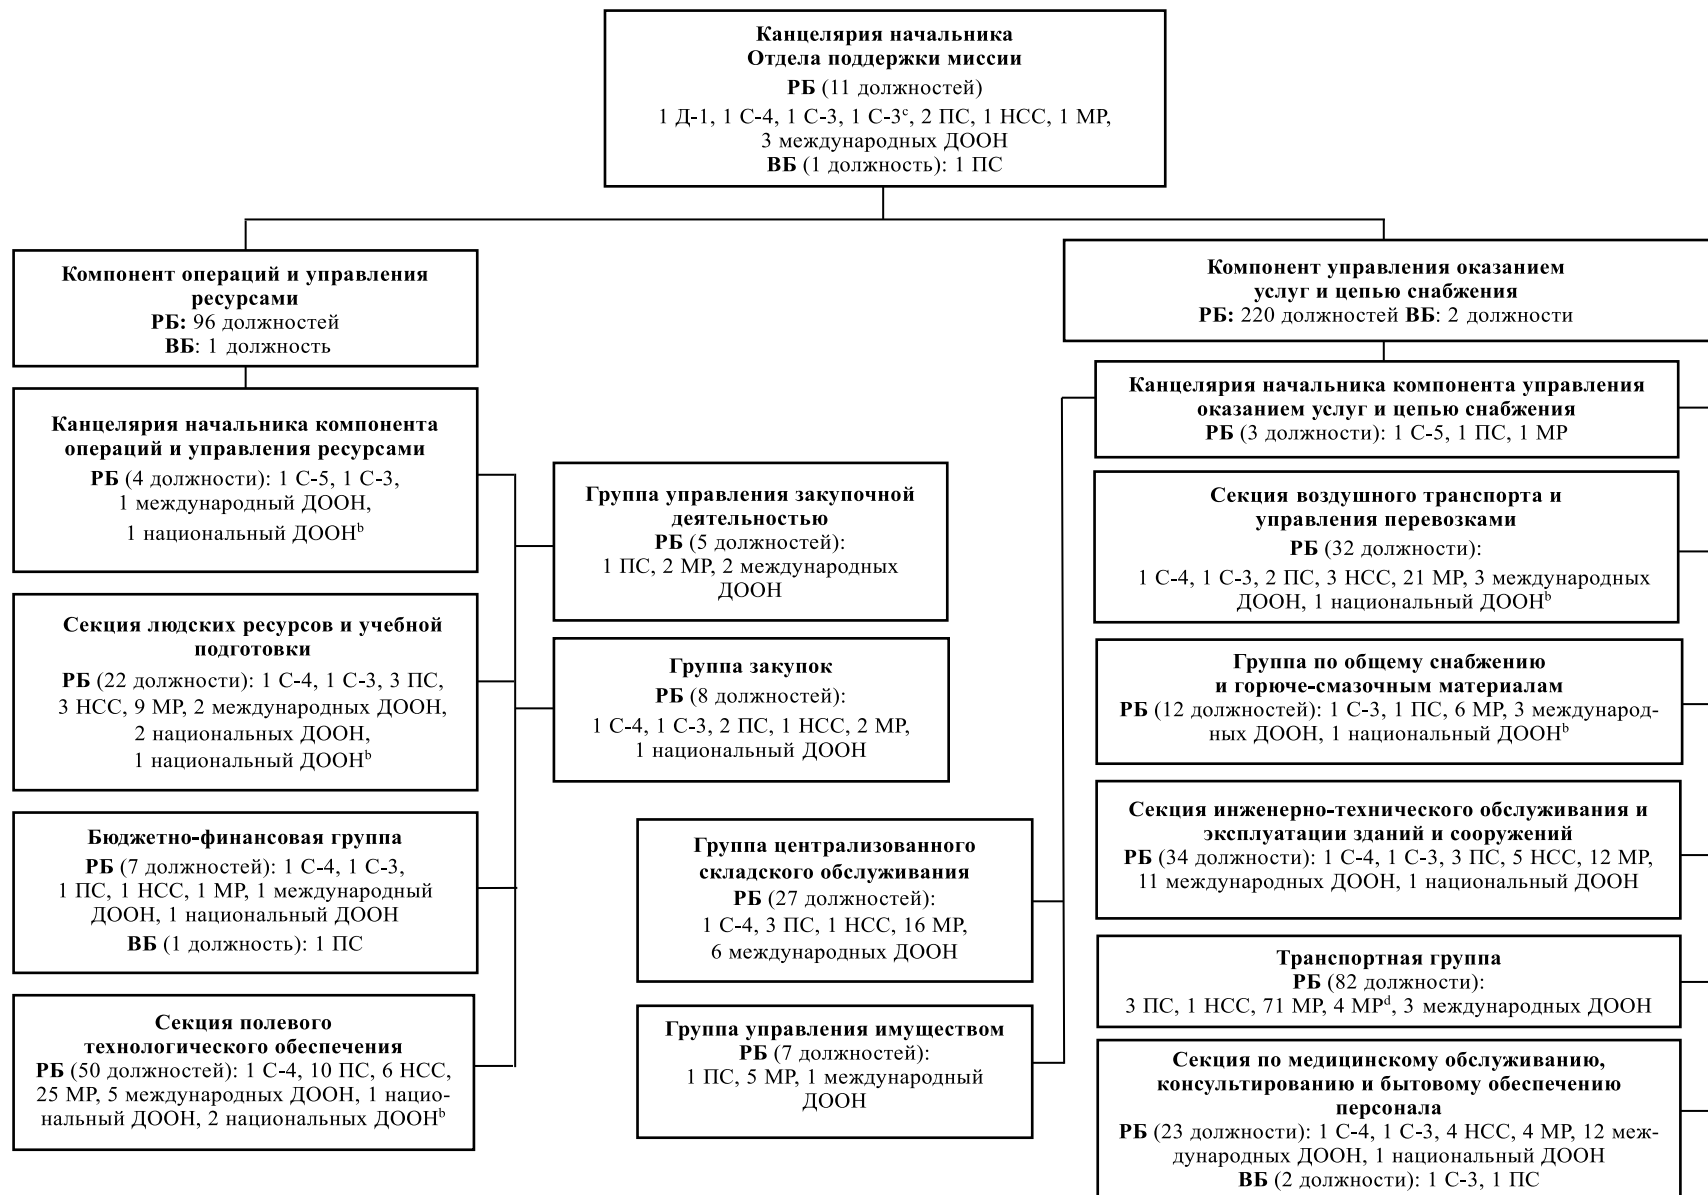 Канцелярия начальника
Отдела поддержки миссии
РБ (11 должностей)
1 Д-1, 1 С-4, 1 С-3, 1 С-3ᶜ, 2 ПС, 1 НСС, 1 МР,
3 международных ДООН
ВБ (1 должность): 1 ПС
Компонент операций и управления
ресурсами
РБ: 96 должностей
ВБ: 1 должность
Канцелярия начальника компонента
операций и управления ресурсами
РБ (4 должности): 1 С-5, 1 С-3,
1 международный ДООН,
1 национальный ДООНᵇ
Секция людских ресурсов и учебной
подготовки
РБ (22 должности): 1 С-4, 1 С-3, 3 ПС,
3 НСС, 9 МР, 2 международных ДООН,
2 национальных ДООН,
1 национальный ДООНᵇ
Бюджетно-финансовая группа
РБ (7 должностей): 1 С-4, 1 С-3,
1 ПС, 1 НСС, 1 МР, 1 международный
ДООН, 1 национальный ДООН
ВБ (1 должность): 1 ПС
Секция полевого
технологического обеспечения
РБ (50 должностей): 1 С-4, 10 ПС, 6 НСС,
25 МР, 5 международных ДООН, 1 нацио-
нальный ДООН, 2 национальных ДООНᵇ
Группа управления закупочной
деятельностью
РБ (5 должностей):
1 ПС, 2 МР, 2 международных
ДООН
Группа закупок
РБ (8 должностей):
1 С-4, 1 С-3, 2 ПС, 1 НСС, 2 МР,
1 национальный ДООН
Группа централизованного
складского обслуживания
РБ (27 должностей):
1 С-4, 3 ПС, 1 НСС, 16 МР,
6 международных ДООН
Группа управления имуществом
РБ (7 должностей):
1 ПС, 5 МР, 1 международный
ДООН
Компонент управления оказанием
услуг и цепью снабжения
РБ: 220 должностей ВБ: 2 должности
Канцелярия начальника компонента управления
оказанием услуг и цепью снабжения
РБ (3 должности): 1 С-5, 1 ПС, 1 МР
Секция воздушного транспорта и
управления перевозками
РБ (32 должности):
1 С-4, 1 С-3, 2 ПС, 3 НСС, 21 МР, 3 международных
ДООН, 1 национальный ДООНᵇ
Группа по общему снабжению
и горюче-смазочным материалам
РБ (12 должностей): 1 С-3, 1 ПС, 6 МР, 3 международ-
ных ДООН, 1 национальный ДООНᵇ
Секция инженерно-технического обслуживания и
эксплуатации зданий и сооружений
РБ (34 должности): 1 С-4, 1 С-3, 3 ПС, 5 НСС, 12 МР,
11 международных ДООН, 1 национальный ДООН
Транспортная группа
РБ (82 должности):
3 ПС, 1 НСС, 71 МР, 4 МРᵈ, 3 международных ДООН
Секция по медицинскому обслуживанию,
консультированию и бытовому обеспечению
персонала
РБ (23 должности): 1 С-4, 1 С-3, 4 НСС, 4 МР, 12 меж-
дународных ДООН, 1 национальный ДООН
ВБ (2 должности): 1 С-3, 1 ПС